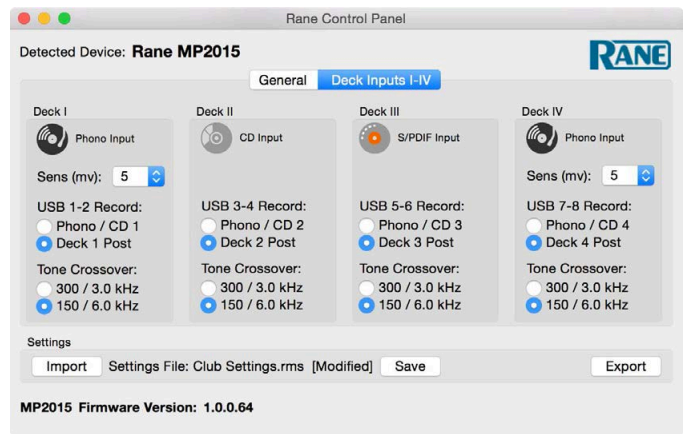 Rane Control Panel
Detected Device: Rane MP2015
RANE
General
Deck Inputs I-IV
Deck I
Phono Input
Sens (mv): 5
USB 1-2 Record:
Phono / CD 1
Deck 1 Post
Tone Crossover:
300 / 3.0 kHz
150 / 6.0 kHz
Deck II
CD Input
USB 3-4 Record:
Phono / CD 2
Deck 2 Post
Tone Crossover:
300 / 3.0 kHz
150 / 6.0 kHz
Deck III
S/PDIF Input
USB 5-6 Record:
Phono / CD 3
Deck 3 Post
Tone Crossover:
300 / 3.0 kHz
150 / 6.0 kHz
Deck IV
Phono Input
Sens (mv): 5
USB 7-8 Record:
Phono / CD 4
Deck 4 Post
Tone Crossover:
300 / 3.0 kHz
150 / 6.0 kHz
Settings
Import Settings File: Club Settings.rms [Modified] Save Export
MP2015 Firmware Version: 1.0.0.64